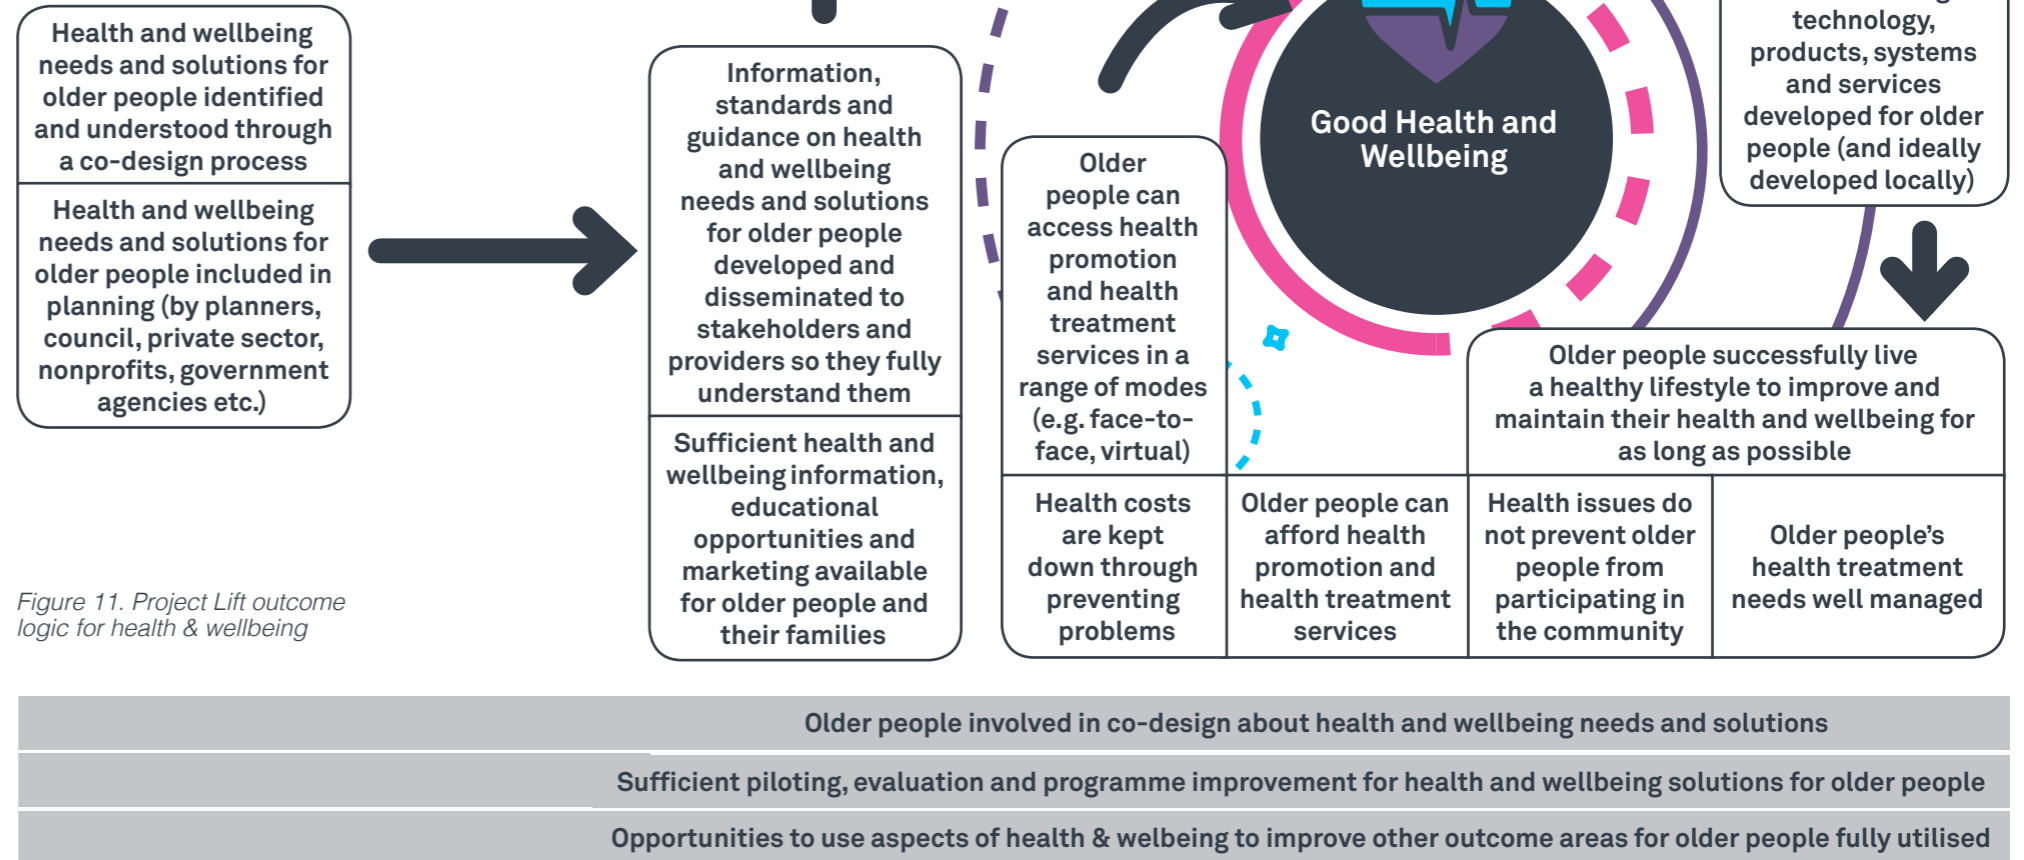 Health and wellbeing
needs and solutions for
older people identified
and understood through
a co-design process
Health and wellbeing
needs and solutions for
older people included in
planning (by planners,
council, private sector,
nonprofits, government
agencies etc.)
Information,
standards and
guidance on health
and wellbeing
needs and solutions
for older people
developed and
disseminated to
stakeholders and
providers so they fully
understand them
Sufficient health and
wellbeing information,
educational
opportunities and
marketing available
for older people and
their families
Older
people can
access health
promotion
and health
treatment
services in a
range of modes
(e.g. face-to-
face, virtual)
Good Health and
Wellbeing
technology,
products, systems
and services
developed for older
people (and ideally
developed locally)
Older people successfully live
a healthy lifestyle to improve and
maintain their health and wellbeing for
as long as possible
Health costs
are kept
down through
preventing
problems
Older people can
afford health
promotion and
health treatment
services
Health issues do
not prevent older
people from
participating in
the community
Older people's
health treatment
needs well managed
Figure 11. Project Lift outcome
logic for health & wellbeing
Older people involved in co-design about health and wellbeing needs and solutions
Sufficient piloting, evaluation and programme improvement for health and wellbeing solutions for older people
Opportunities to use aspects of health & welbeing to improve other outcome areas for older people fully utilised